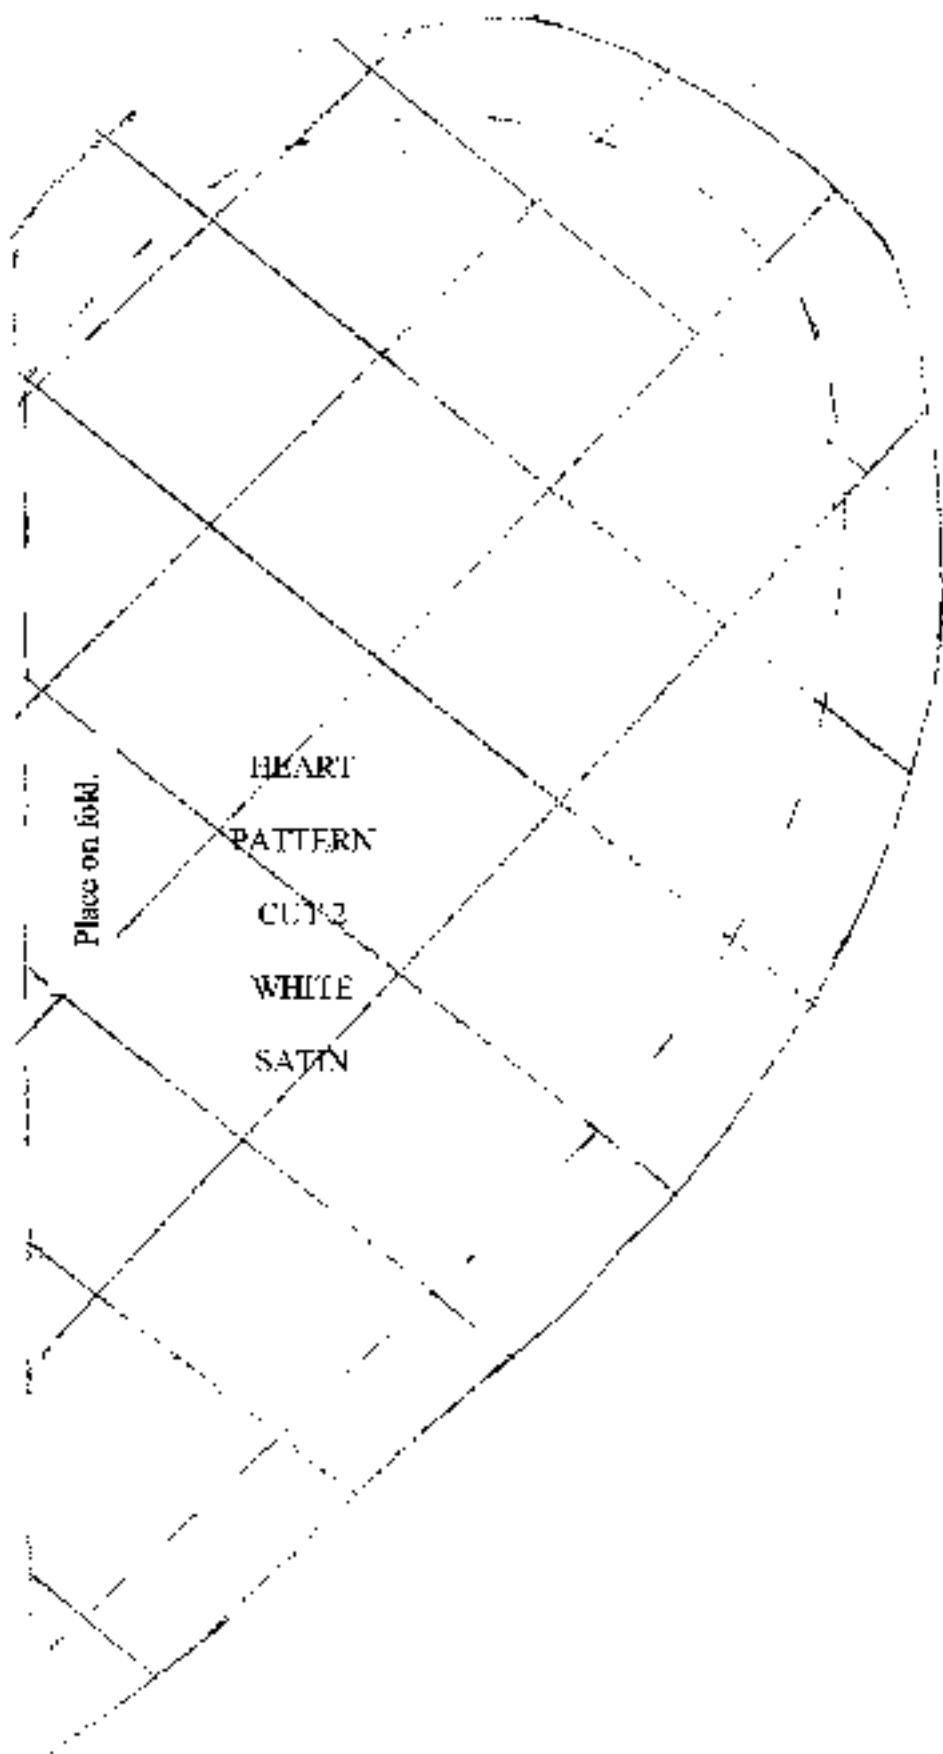 HEART
PATTERN
CUT 2
WHITE
SATIN
Place on fold.